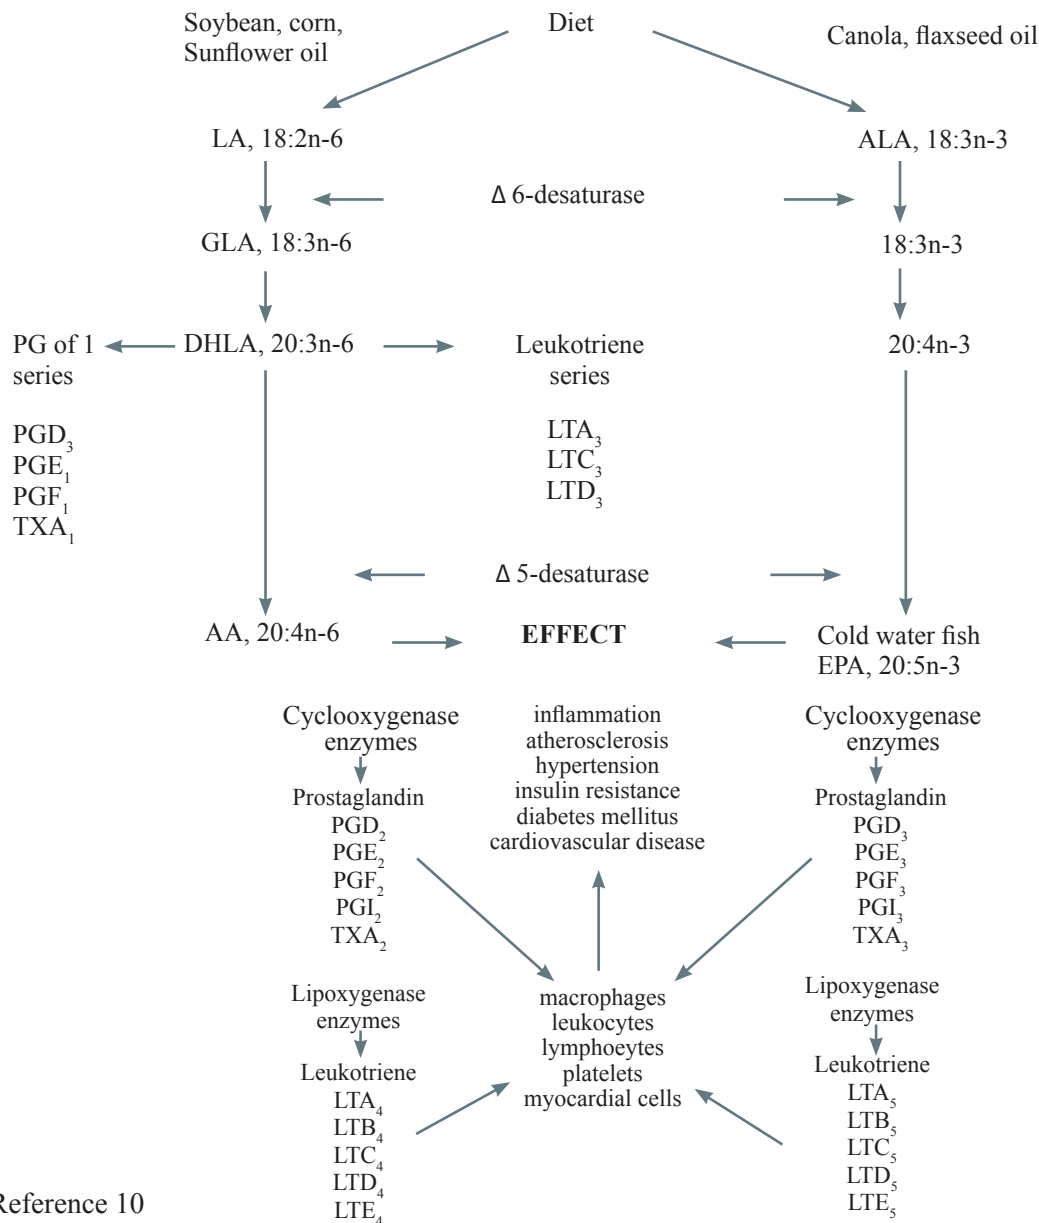 Soybean, corn,
Sunflower oil
Diet
Canola, flaxseed oil
LA, 18:2n-6
ALA, 18:3n-3
Δ 6-desaturase
GLA, 18:3n-6
18:3n-3
PG of 1
series
DHLA, 20:3n-6
Leukotriene
series
20:4n-3
PGD₃
PGE₁
PGF₁
TXA₁
LTA₃
LTC₃
LTD₃
Δ 5-desaturase
AA, 20:4n-6
EFFECT
Cold water fish
EPA, 20:5n-3
Cyclooxygenase
enzymes
Prostaglandin
PGD₂
PGE₂
PGF₂
PGI₂
TXA₂
inflammation
atherosclerosis
hypertension
insulin resistance
diabetes mellitus
cardiovascular disease
Cyclooxygenase
enzymes
Prostaglandin
PGD₃
PGE₃
PGF₃
PGI₃
TXA₃
Lipoxygenase
enzymes
Leukotriene
LTA₄
LTB₄
LTC₄
LTD₄
LTE₄
macrophages
leukocytes
lymphoeytes
platelets
myocardial cells
Lipoxygenase
enzymes
Leukotriene
LTA₅
LTB₅
LTC₅
LTD₅
LTE₅
Reference 10